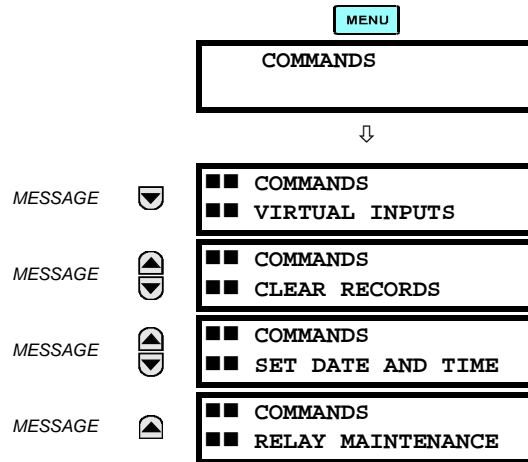 MENU
COMMANDS
⇩
MESSAGE ■■ COMMANDS
■■ VIRTUAL INPUTS
MESSAGE ■■ COMMANDS
■■ CLEAR RECORDS
MESSAGE ■■ COMMANDS
■■ SET DATE AND TIME
MESSAGE ■■ COMMANDS
■■ RELAY MAINTENANCE